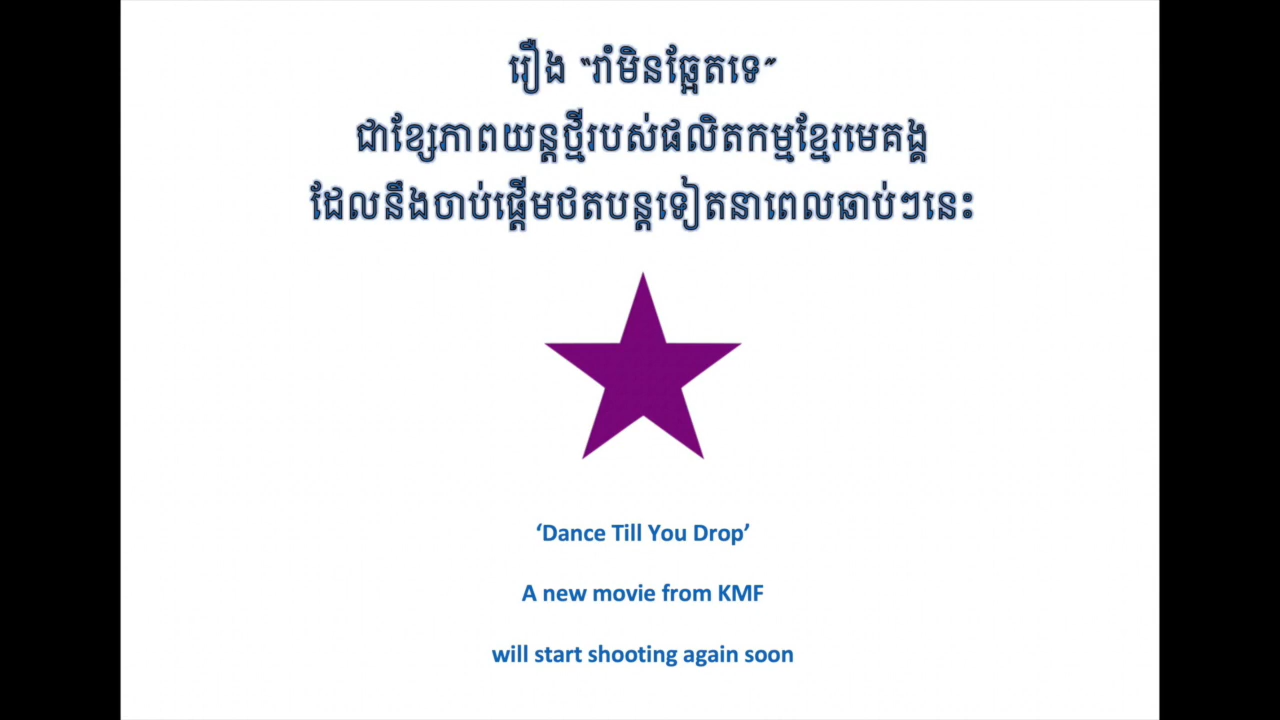 រឿង “រាំមិនឆ្អែតទេ”
ជាខ្សែភាពយន្តថ្មីរបស់ផលិតកម្មខ្មែរមេគង្គ
ដែលនឹងចាប់ផ្តើមថតបន្តទៀតនាពេលឆាប់ៗនេះ
‘Dance Till You Drop’
A new movie from KMF
will start shooting again soon